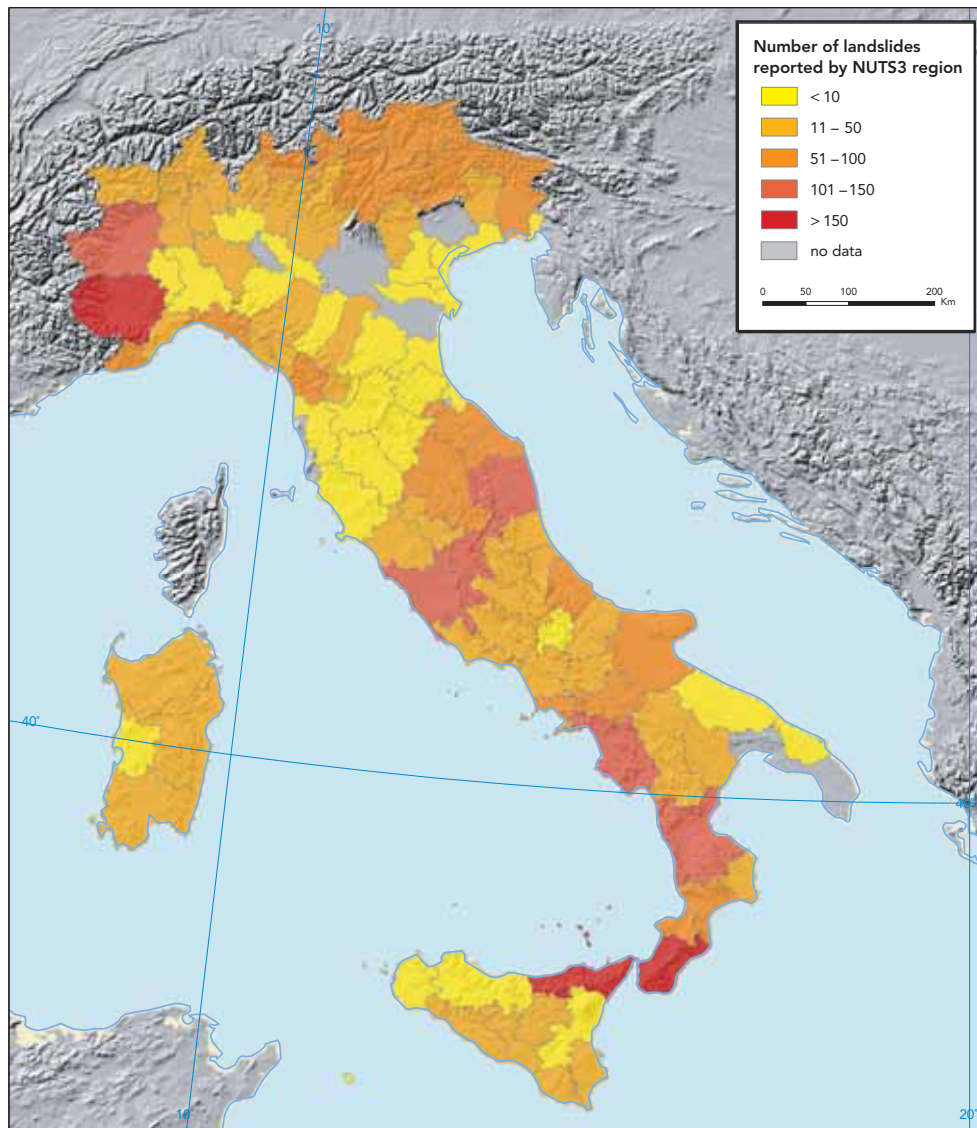 Number of landslides
reported by NUTS3 region
< 10
11 – 50
51 –100
101 –150
> 150
no data
0 50 100 200
Km
10°
40°
40°
10°
20°